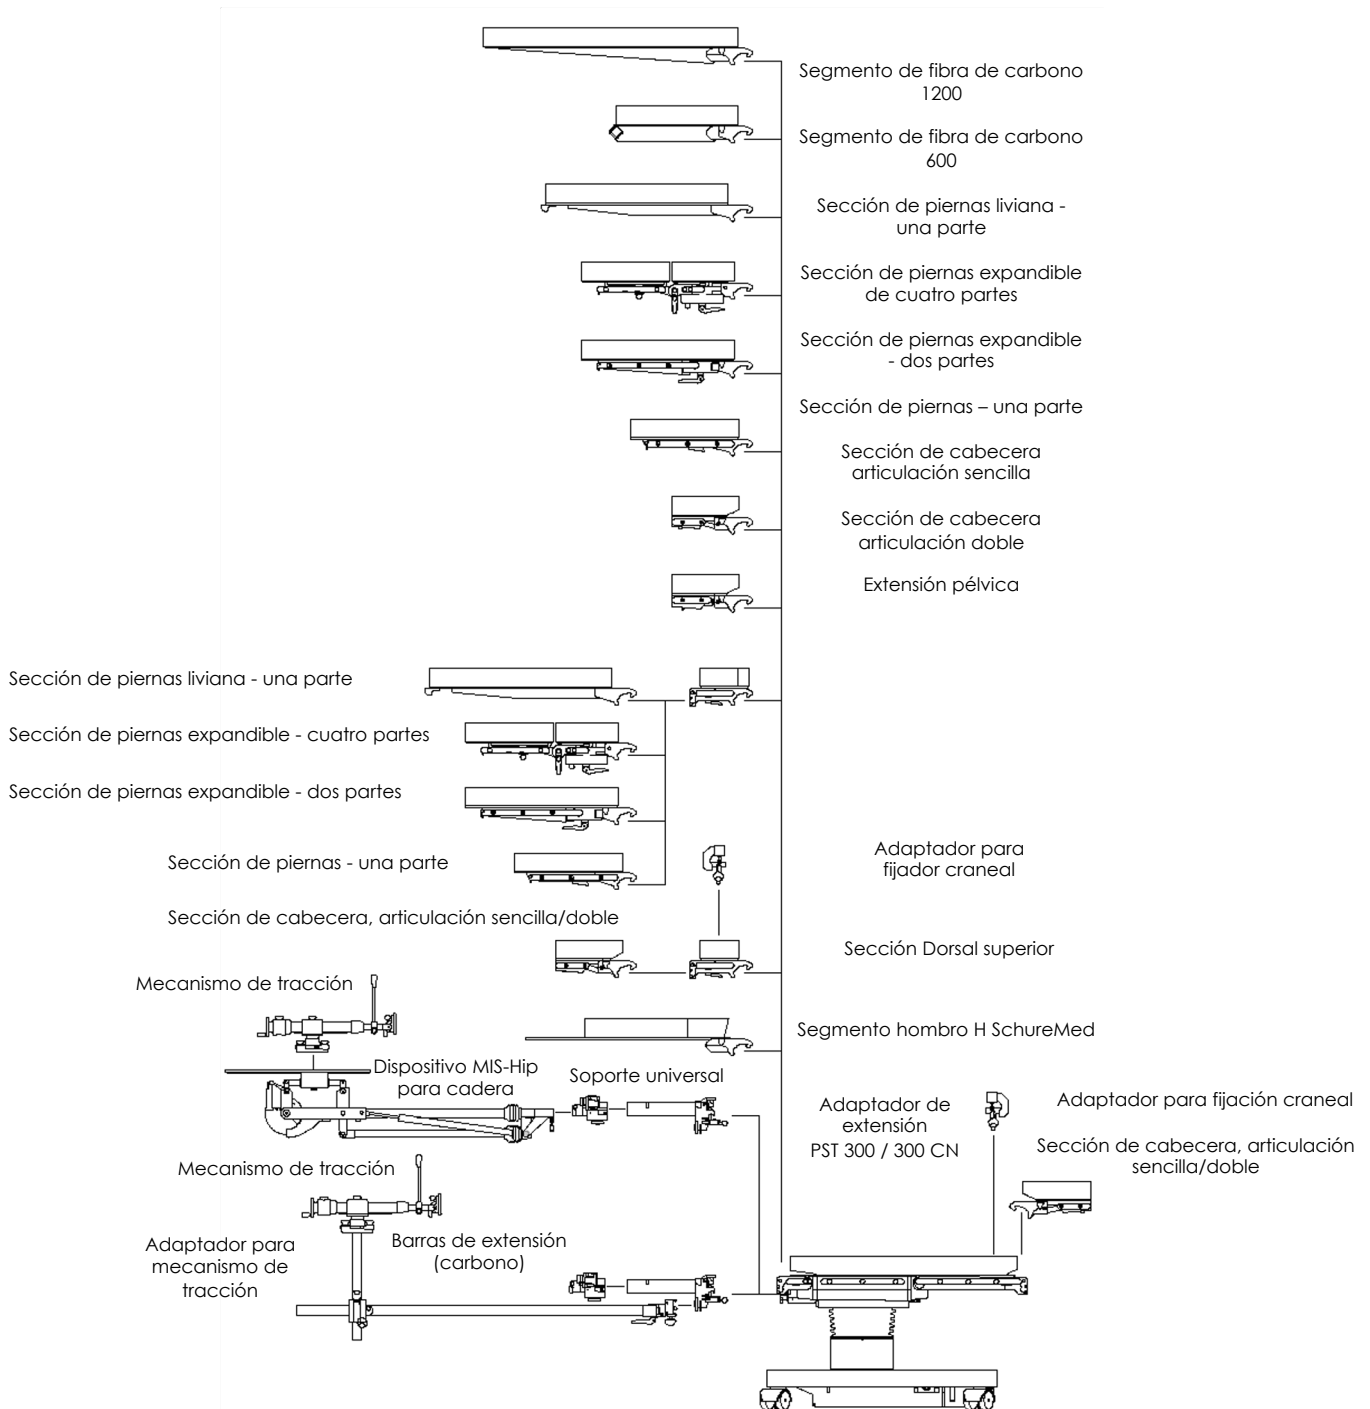 Segmento de fibra de carbono
1200
Segmento de fibra de carbono
600
Sección de piernas liviana -
una parte
Sección de piernas expandible
de cuatro partes
Sección de piernas expandible
- dos partes
Sección de piernas – una parte
Sección de cabecera
articulación sencilla
Sección de cabecera
articulación doble
Extensión pélvica
Sección de piernas liviana - una parte
Sección de piernas expandible - cuatro partes
Sección de piernas expandible - dos partes
Sección de piernas - una parte
Adaptador para
fijador craneal
Sección de cabecera, articulación sencilla/doble
Sección Dorsal superior
Mecanismo de tracción
Segmento hombro H SchureMed
Dispositivo MIS-Hip
para cadera
Soporte universal
Adaptador de
extensión
PST 300 / 300 CN
Adaptador para fijación craneal
Sección de cabecera, articulación
sencilla/doble
Mecanismo de tracción
Adaptador para
mecanismo de
tracción
Barras de extensión
(carbono)